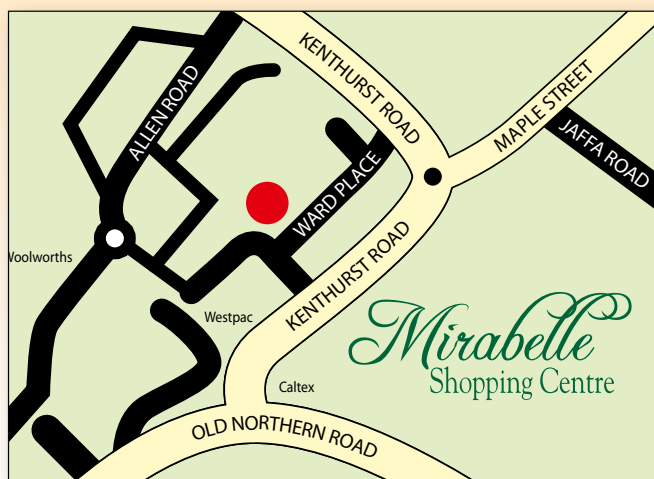 KENTHURST ROAD
MAPLE STREET
ALLEN ROAD
JAFFA ROAD
WARD PLACE
Woolworths
KENTHURST ROAD
Westpac
Mirabelle
Shopping Centre
Caltex
OLD NORTHERN ROAD